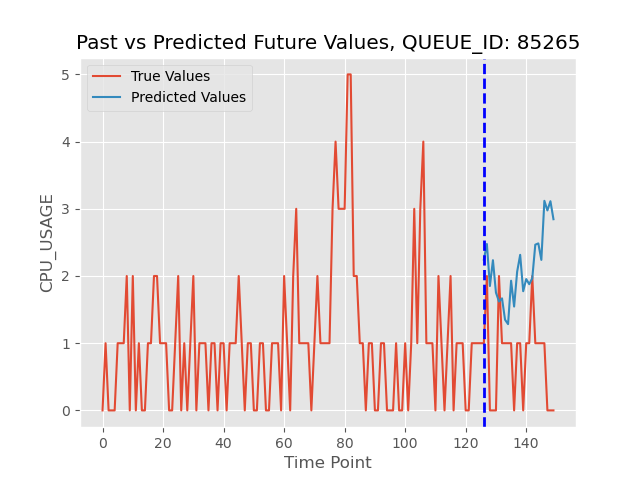 Past vs Predicted Future Values, QUEUE_ID: 85265
True Values
Predicted Values
5
4
3
2
1
0
CPU_USAGE
0 20 40 60 80 100 120 140
Time Point